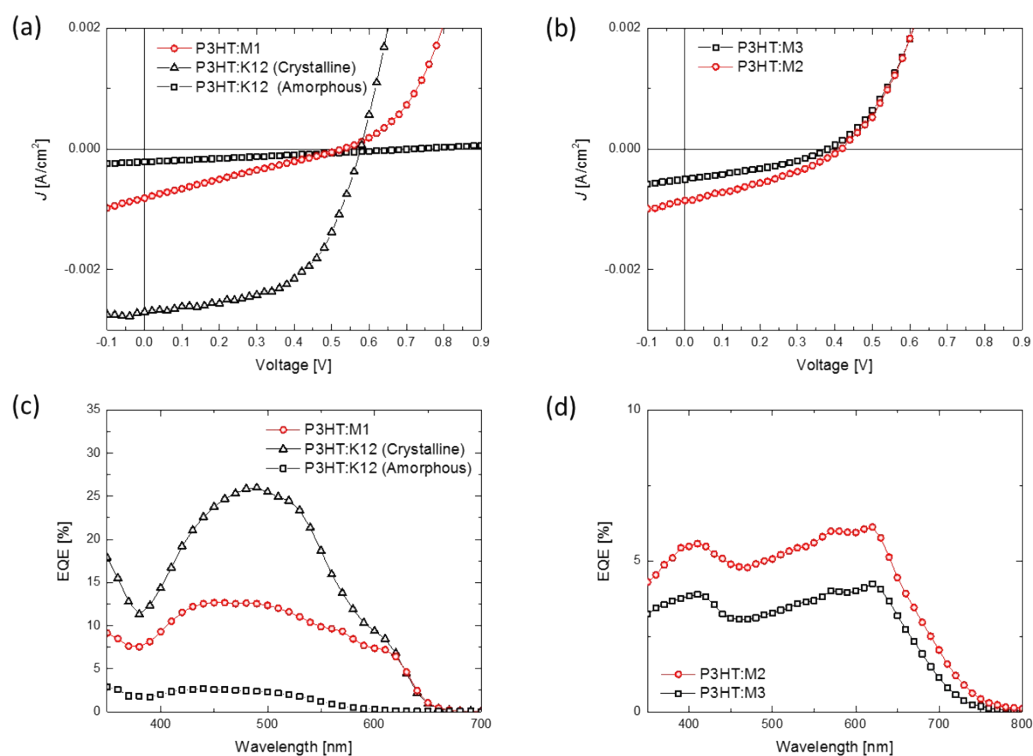 (a)
0.002
0.000
-0.002
J [A/cm²]
P3HT:M1
P3HT:K12 (Crystalline)
P3HT:K12 (Amorphous)
-0.1 0.0 0.1 0.2 0.3 0.4 0.5 0.6 0.7 0.8 0.9
Voltage [V]
(b)
0.002
0.000
-0.002
J [A/cm²]
P3HT:M3
P3HT:M2
-0.1 0.0 0.1 0.2 0.3 0.4 0.5 0.6 0.7 0.8 0.9
Voltage [V]
(c)
35
30
25
20
15
10
5
0
EQE [%]
P3HT:M1
P3HT:K12 (Crystalline)
P3HT:K12 (Amorphous)
400 500 600 700
Wavelength [nm]
(d)
10
5
0
EQE [%]
P3HT:M2
P3HT:M3
400 500 600 700 800
Wavelength [nm]